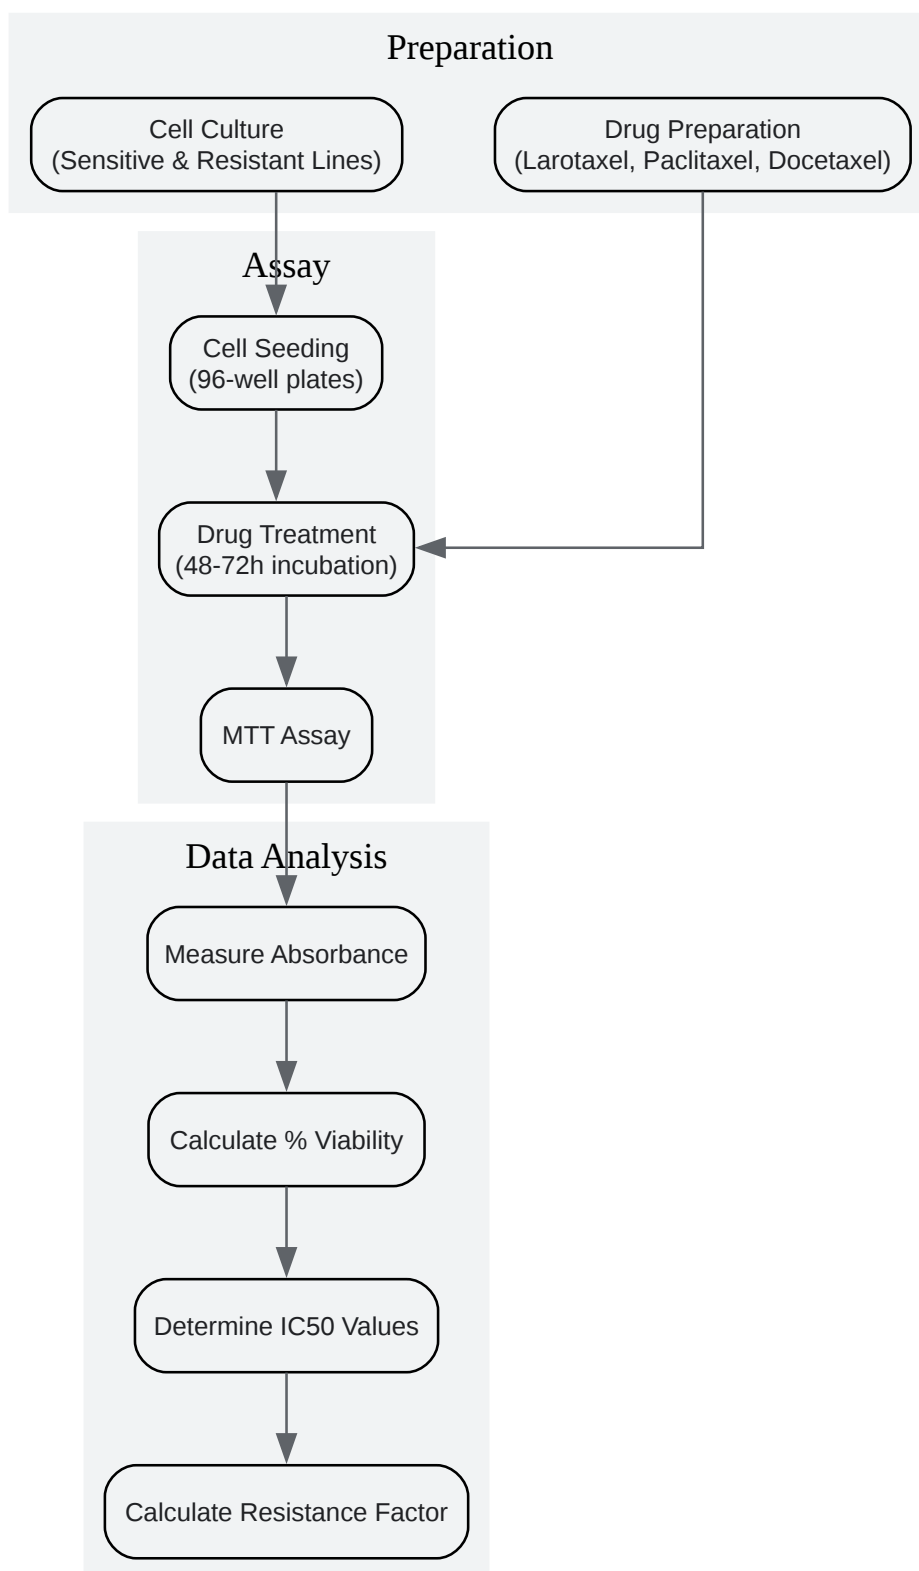 Preparation
Cell Culture
(Sensitive & Resistant Lines)
Drug Preparation
(Larotaxel, Paclitaxel, Docetaxel)
Assay
Cell Seeding
(96-well plates)
Drug Treatment
(48-72h incubation)
MTT Assay
Data Analysis
Measure Absorbance
Calculate % Viability
Determine IC50 Values
Calculate Resistance Factor